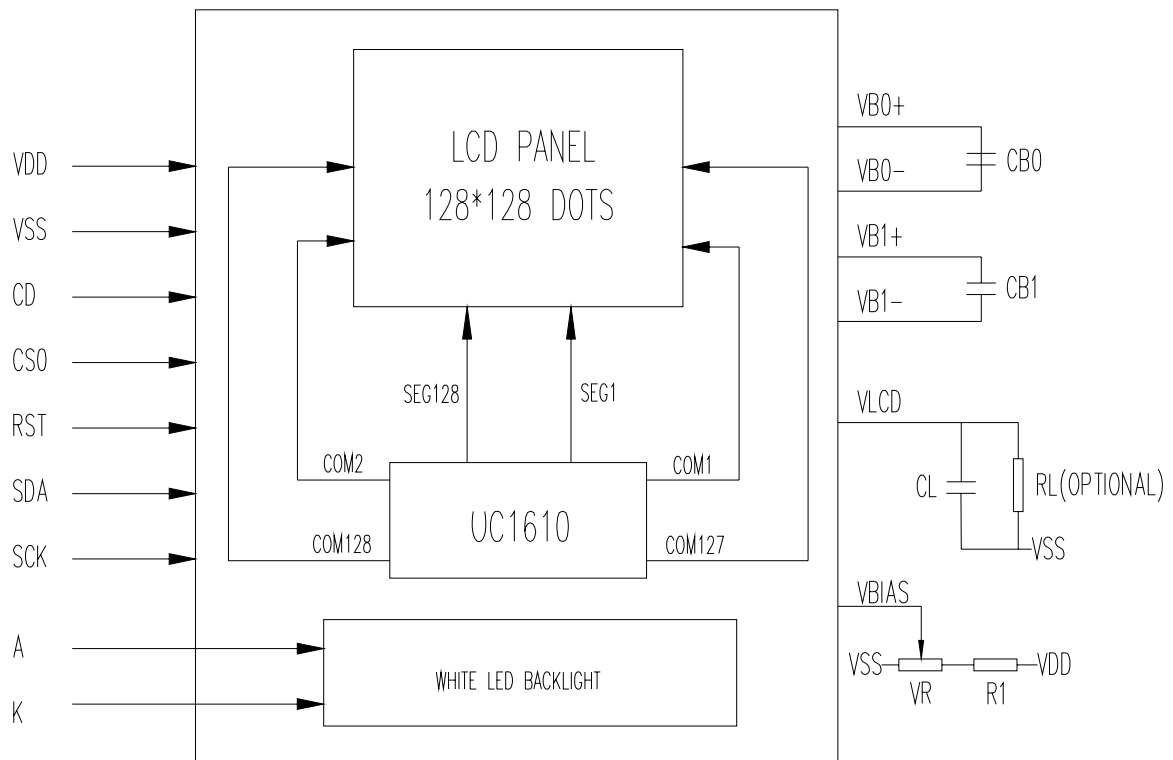 VDD
VSS
CD
CS0
RST
SDA
SCK
A
K
LCD PANEL
128*128 DOTS
SEG128
SEG1
COM2
COM1
UC1610
COM128
COM127
WHITE LED BACKLIGHT
VB0+
VB0-
CB0
VB1+
VB1-
CB1
VLCD
CL
RL(OPTIONAL)
VSS
VBIAS
VSS
VDD
VR
R1